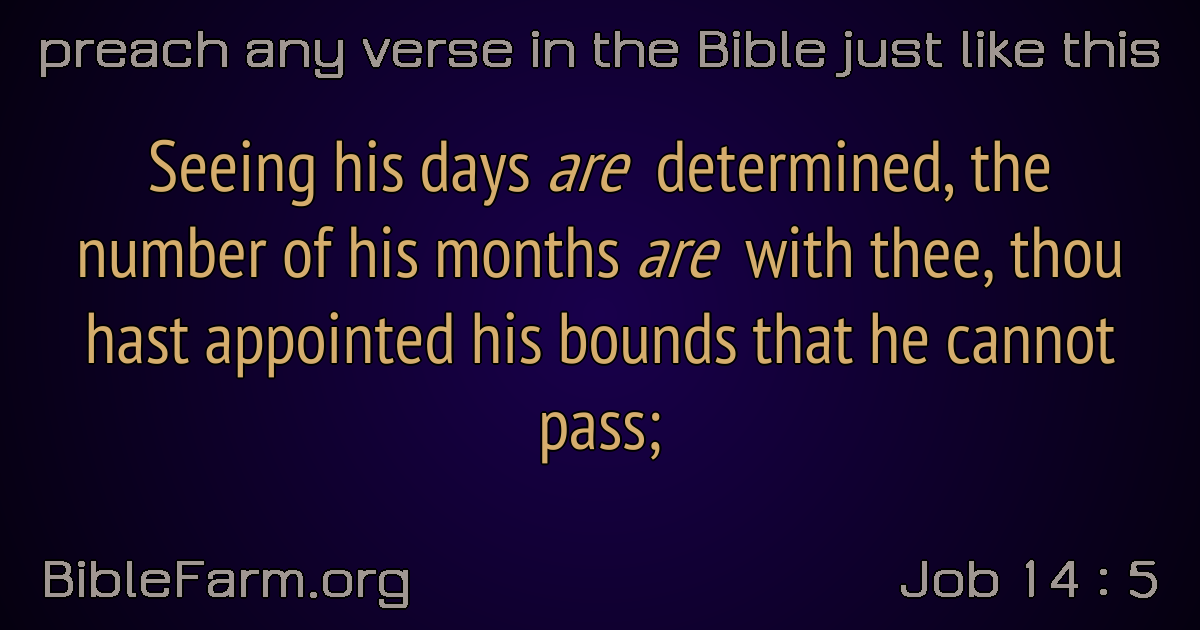 preach any verse in the Bible just like this
Seeing his days are determined, the
number of his months are with thee, thou
hast appointed his bounds that he cannot
pass;
BibleFarm.org
Job 14 : 5